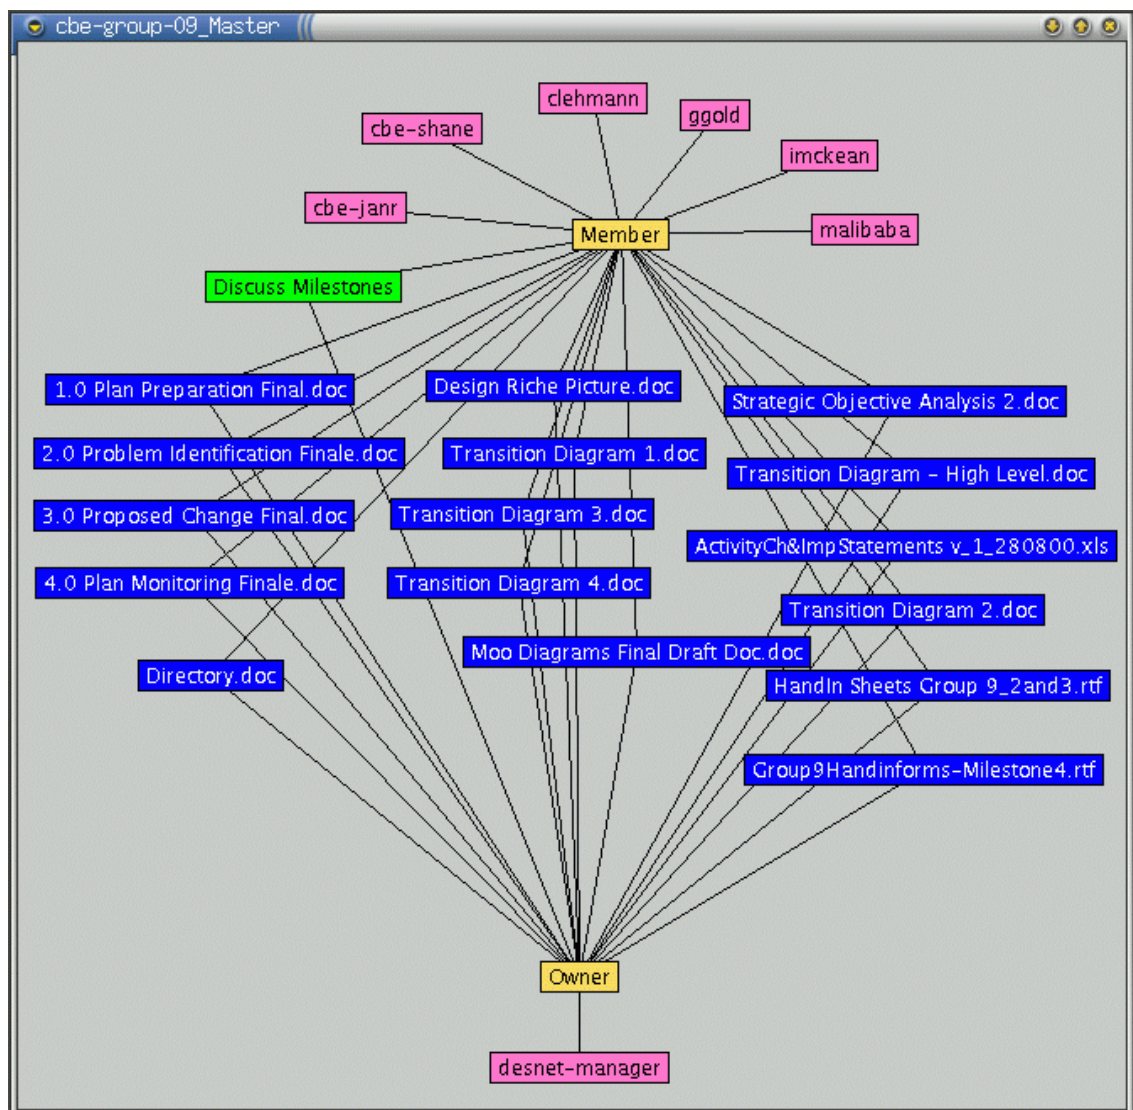 cbe-group-09_Master
clehmann
ggold
cbe-shane
imckean
cbe-janr
malibaba
Member
Discuss Milestones
1.0 Plan Preparation Final.doc
Design Riche Picture.doc
Strategic Objective Analysis 2.doc
2.0 Problem Identification Finale.doc
Transition Diagram 1.doc
Transition Diagram - High Level.doc
3.0 Proposed Change Final.doc
Transition Diagram 3.doc
ActivityCh&ImpStatements v_1_280800.xls
4.0 Plan Monitoring Finale.doc
Transition Diagram 4.doc
Transition Diagram 2.doc
Moo Diagrams Final Draft Doc.doc
Directory.doc
HandIn Sheets Group 9_2and3.rtf
Group9Handinforms-Milestone4.rtf
Owner
desnet-manager